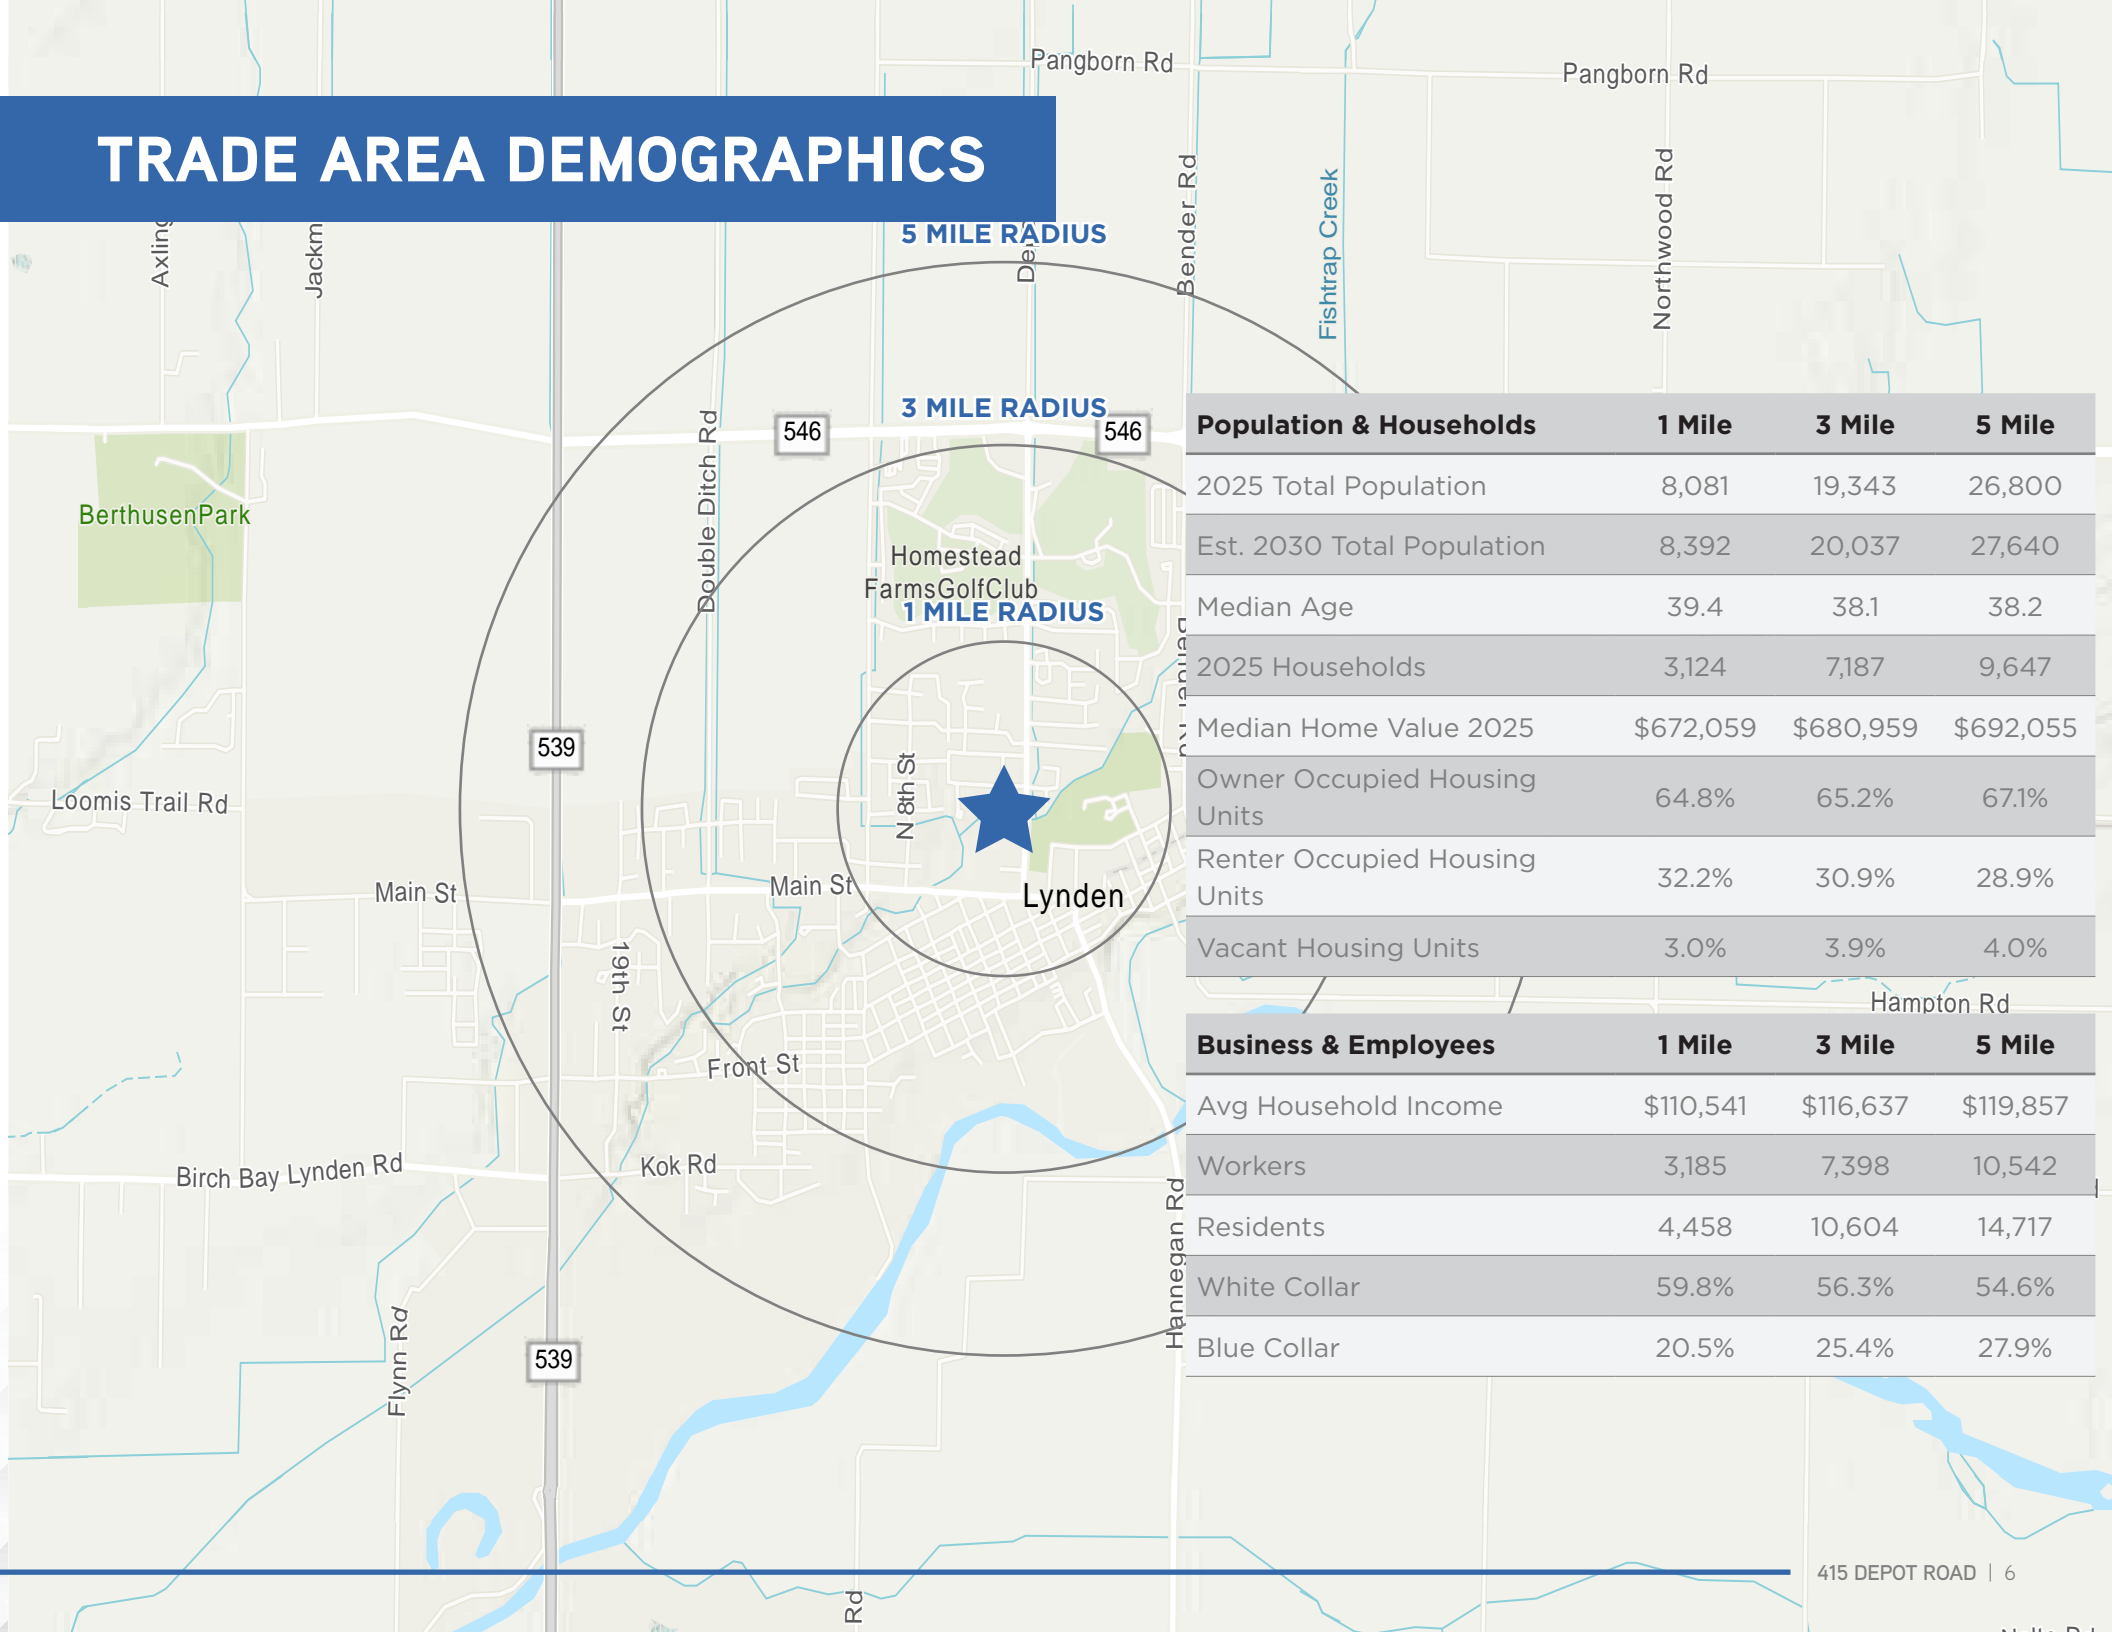 Pangborn Rd
Pangborn Rd
TRADE AREA DEMOGRAPHICS
Bender Rd
Fishtrap Creek
Northwood Rd
5 MILE RADIUS
3 MILE RADIUS
546
546
Double Ditch Rd
BerthusenPark
Homestead
FarmsGolfClub
1 MILE RADIUS
539
N 8th St
Loomis Trail Rd
Main St
Main St
Lynden
19th St
Front St
Birch Bay Lynden Rd
Kok Rd
Hannegan Rd
Flynn Rd
539
Rd
Population & Households 1 Mile 3 Mile 5 Mile
2025 Total Population 8,081 19,343 26,800
Est. 2030 Total Population 8,392 20,037 27,640
Median Age 39.4 38.1 38.2
2025 Households 3,124 7,187 9,647
Median Home Value 2025 $672,059 $680,959 $692,055
Owner Occupied Housing
Units 64.8% 65.2% 67.1%
Renter Occupied Housing
Units 32.2% 30.9% 28.9%
Vacant Housing Units 3.0% 3.9% 4.0%
Hampton Rd
Business & Employees 1 Mile 3 Mile 5 Mile
Avg Household Income $110,541 $116,637 $119,857
Workers 3,185 7,398 10,542
Residents 4,458 10,604 14,717
White Collar 59.8% 56.3% 54.6%
Blue Collar 20.5% 25.4% 27.9%
415 DEPOT ROAD | 6